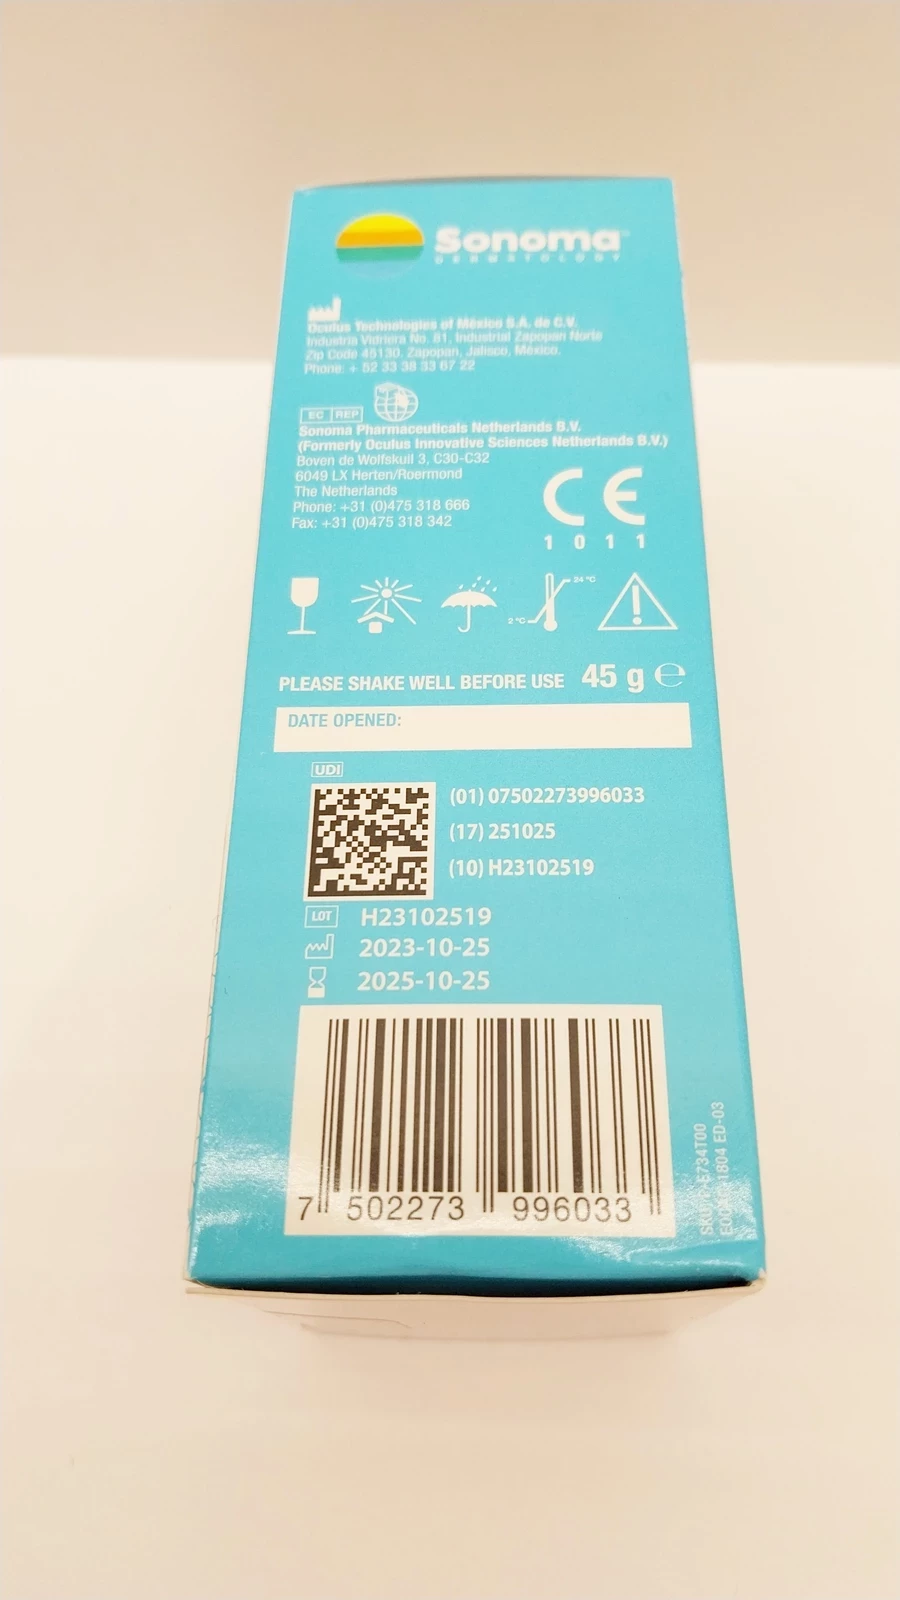 Sonoma
DERMATOLOGY
Oculus Technologies of México S.A. de C.V.
Industria Vidriera No. 81, Industrial Zapopan Norte
Zip Code 45130, Zapopan, Jalisco, México.
Phone: + 52 33 38 33 67 22
EC REP
Sonoma Pharmaceuticals Netherlands B.V.
(Formerly Oculus Innovative Sciences Netherlands B.V.)
Boven de Wolfskuil 3, C30-C32
6049 LX Herten/Roermond
The Netherlands
Phone: +31 (0)475 318 666
Fax: +31 (0)475 318 342
CE
1011
24 °C
2 °C
PLEASE SHAKE WELL BEFORE USE 45 g ℮
DATE OPENED:
UDI
(01) 07502273996033
(17) 251025
(10) H23102519
LOT H23102519
2023-10-25
2025-10-25
7 502273 996033
ED-03